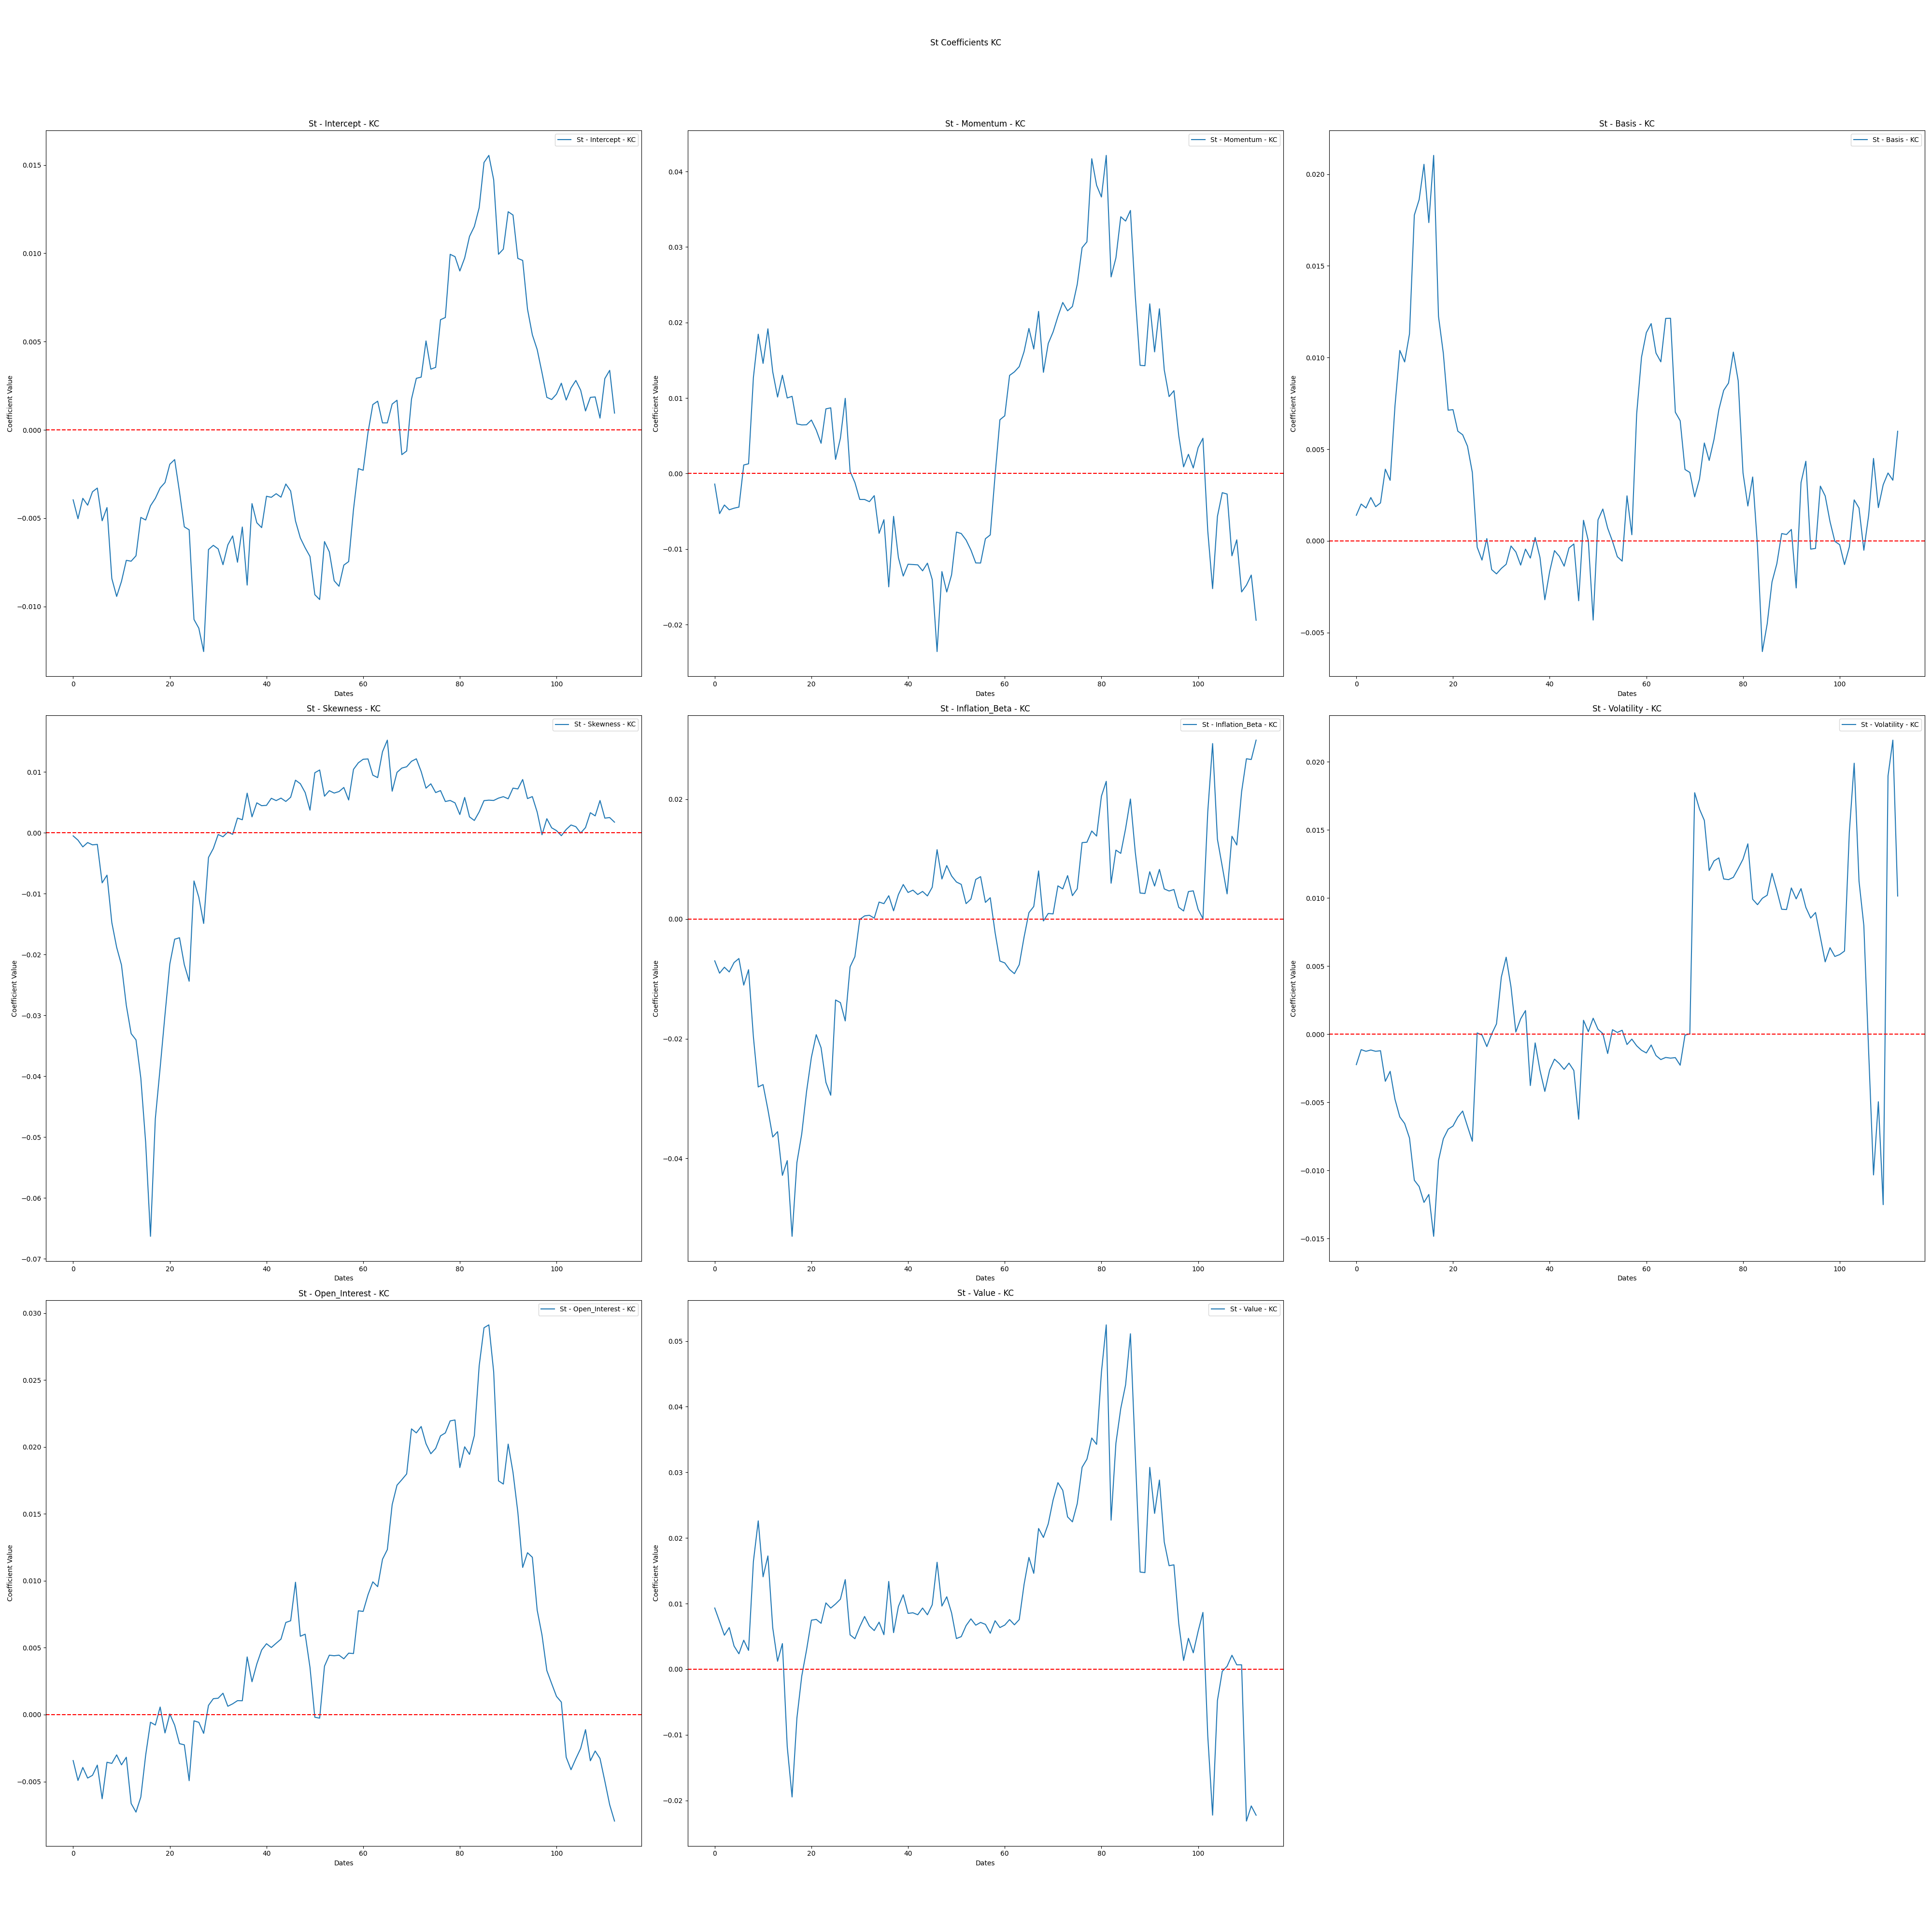 St Coefficients KC
St - Intercept - KC
St - Intercept - KC
Coefficient Value
0.015
0.010
0.005
0.000
−0.005
−0.010
0 20 40 60 80 100
Dates
St - Momentum - KC
St - Momentum - KC
Coefficient Value
0.04
0.03
0.02
0.01
0.00
−0.01
−0.02
0 20 40 60 80 100
Dates
St - Basis - KC
St - Basis - KC
Coefficient Value
0.020
0.015
0.010
0.005
0.000
−0.005
0 20 40 60 80 100
Dates
St - Skewness - KC
St - Skewness - KC
Coefficient Value
0.01
0.00
−0.01
−0.02
−0.03
−0.04
−0.05
−0.06
−0.07
0 20 40 60 80 100
Dates
St - Inflation_Beta - KC
St - Inflation_Beta - KC
Coefficient Value
0.02
0.00
−0.02
−0.04
0 20 40 60 80 100
Dates
St - Volatility - KC
St - Volatility - KC
Coefficient Value
0.020
0.015
0.010
0.005
0.000
−0.005
−0.010
−0.015
0 20 40 60 80 100
Dates
St - Open_Interest - KC
St - Open_Interest - KC
Coefficient Value
0.030
0.025
0.020
0.015
0.010
0.005
0.000
−0.005
0 20 40 60 80 100
Dates
St - Value - KC
St - Value - KC
Coefficient Value
0.05
0.04
0.03
0.02
0.01
0.00
−0.01
−0.02
0 20 40 60 80 100
Dates